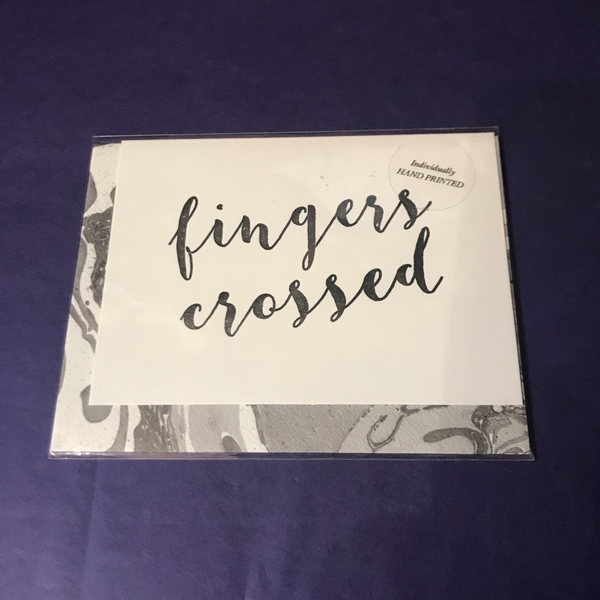 Individually
HAND PRINTED
fingers
crossed